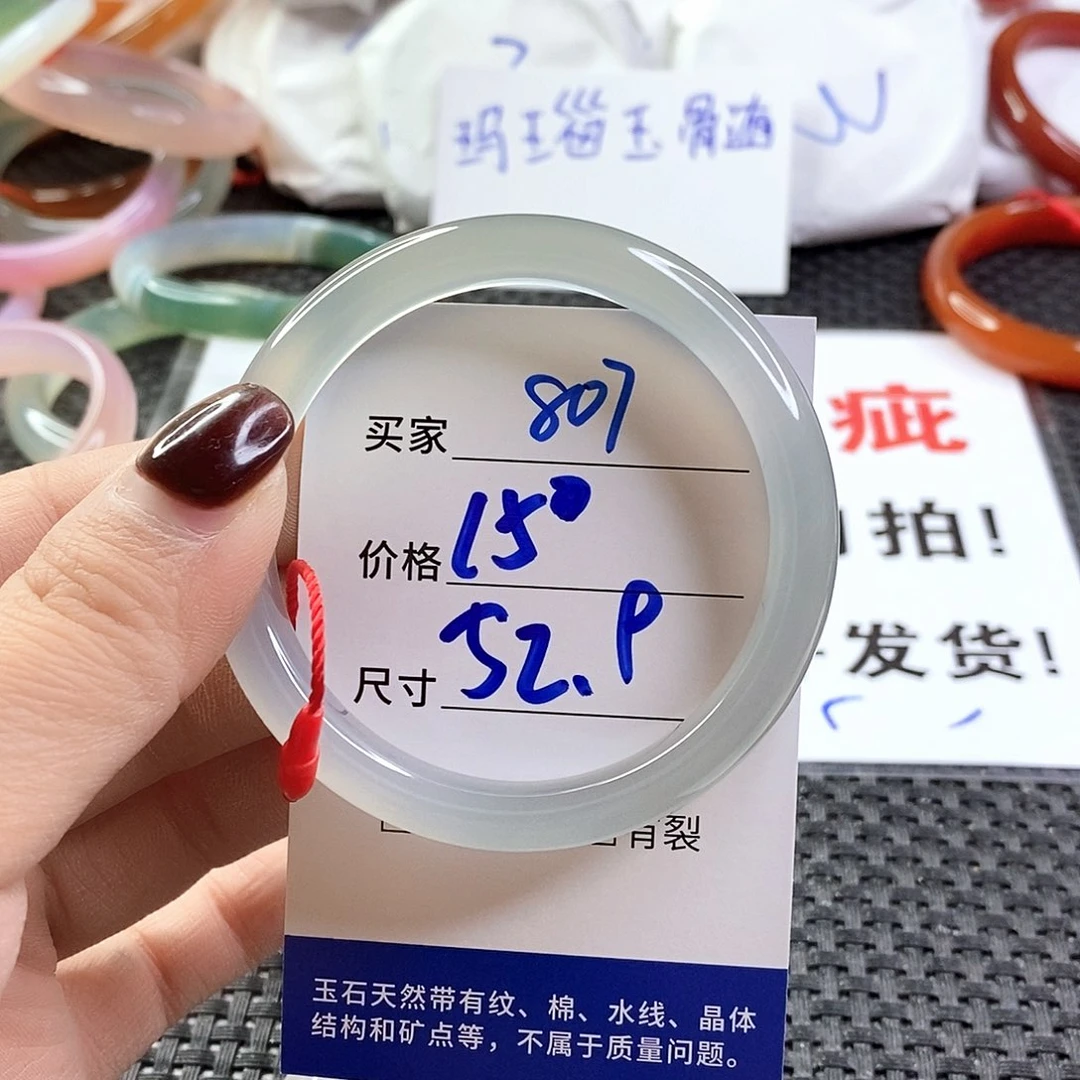 玛瑙玉骨髓
买家 807
价格 150
尺寸 52.P
疵
拍!
发货!
有裂
玉石天然带有纹、棉、水线、晶体
结构和矿点等，不属于质量问题。